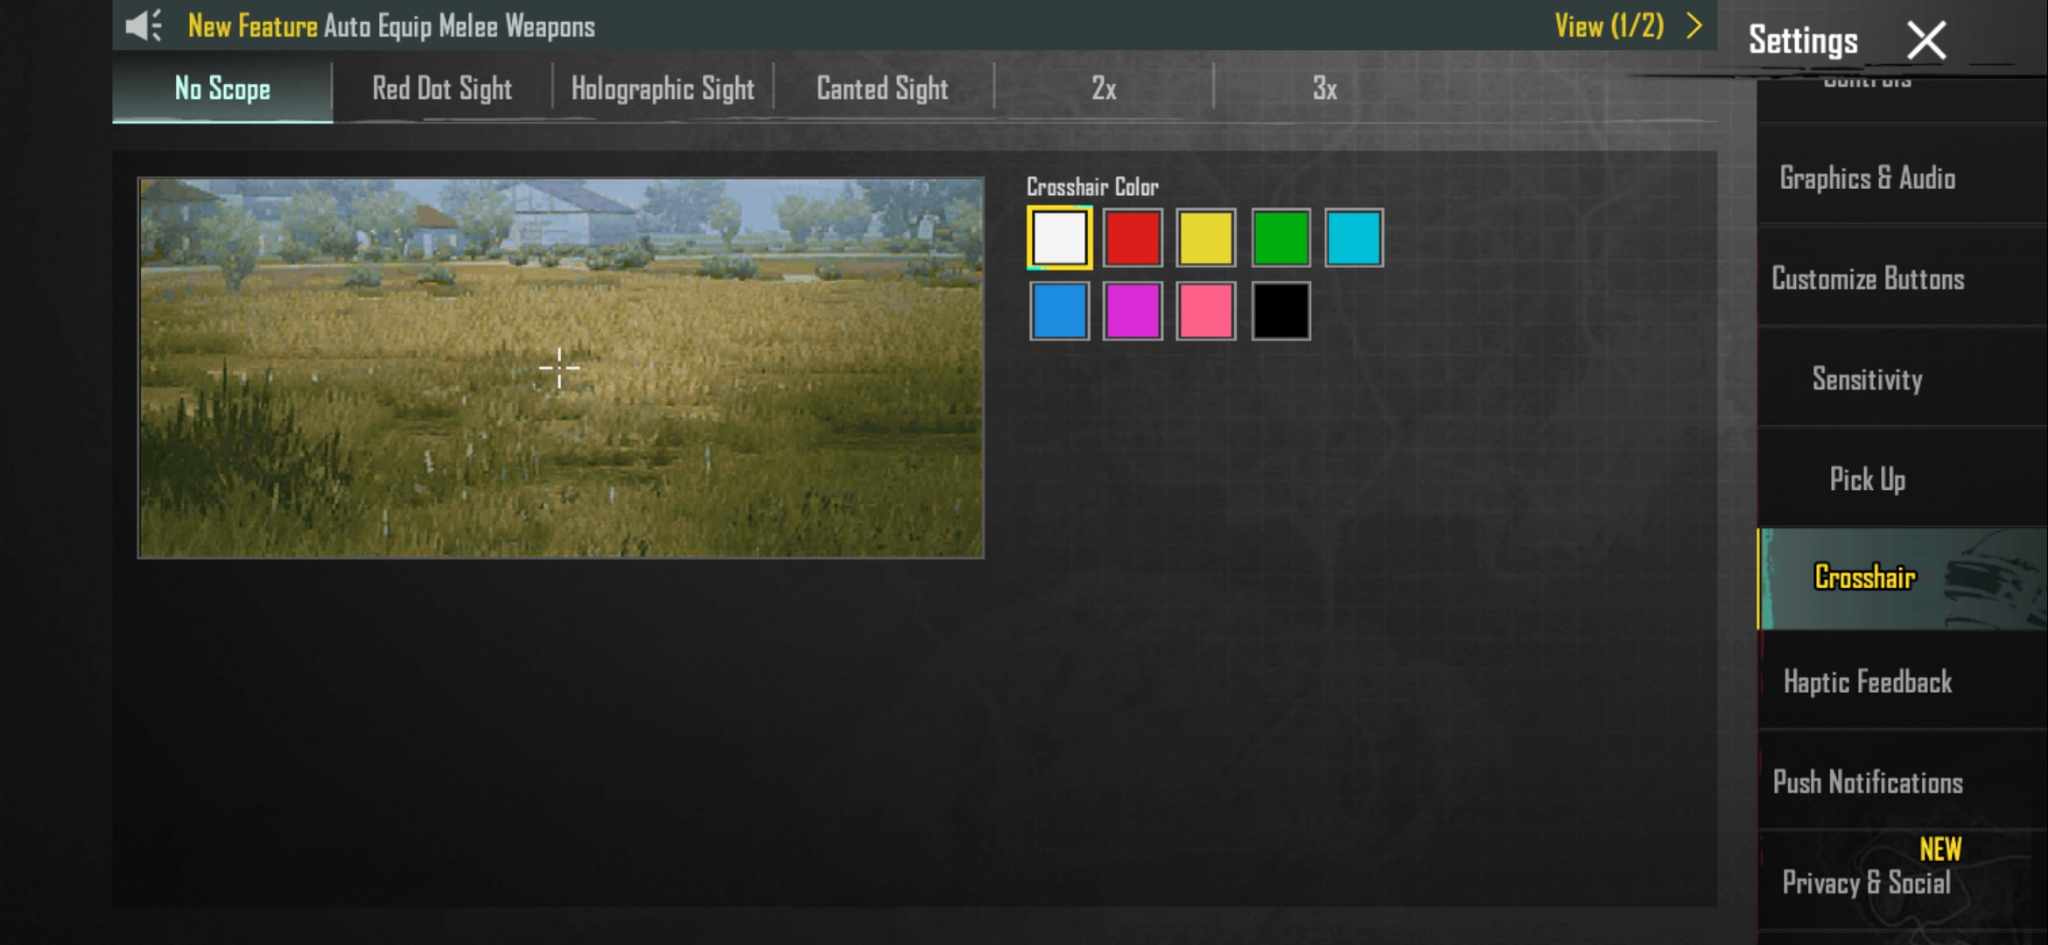 New Feature Auto Equip Melee Weapons
View (1/2)
Settings
No Scope
Red Dot Sight
Holographic Sight
Canted Sight
2x
3x
Crosshair Color
Controls
Graphics & Audio
Customize Buttons
Sensitivity
Pick Up
Crosshair
Haptic Feedback
Push Notifications
NEW
Privacy & Social